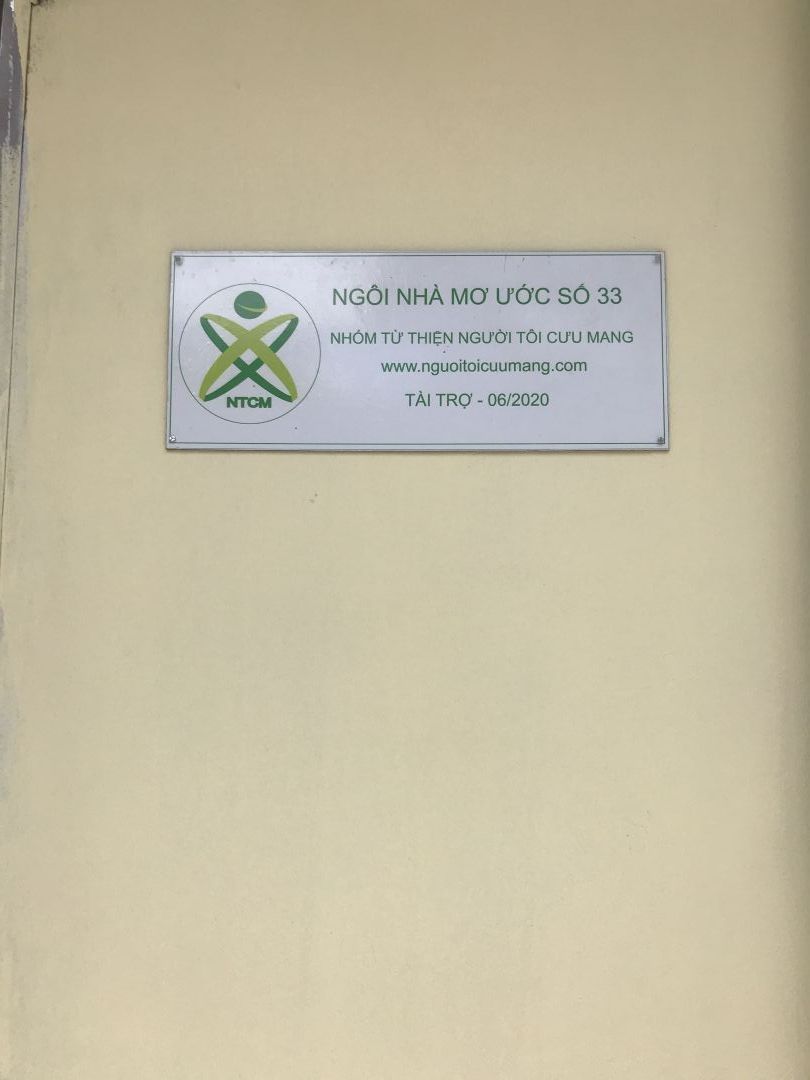 NGÔI NHÀ MƠ ƯỚC SỐ 33
NHÓM TỪ THIỆN NGƯỜI TÔI CƯU MANG
www.nguoitoicuumang.com
TÀI TRỢ - 06/2020
NTCM